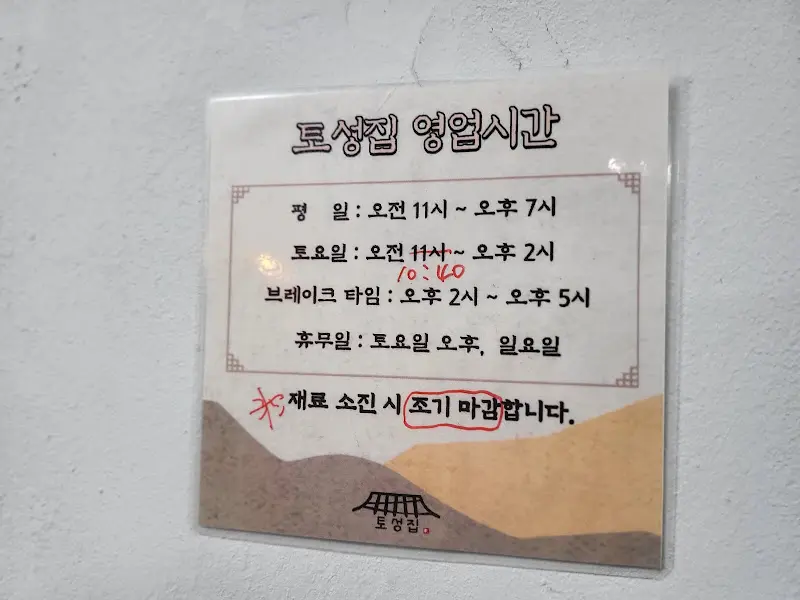 토성집 영업시간
평 일 : 오전 11시 ~ 오후 7시
토요일 : 오전 11시 ~ 오후 2시
10:40
브레이크 타임 : 오후 2시 ~ 오후 5시
휴무일 : 토요일 오후, 일요일
※ 재료 소진 시 조기 마감합니다.
토성집